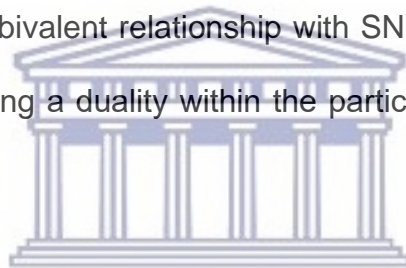 bivalent relationship with SN
ng a duality within the partic